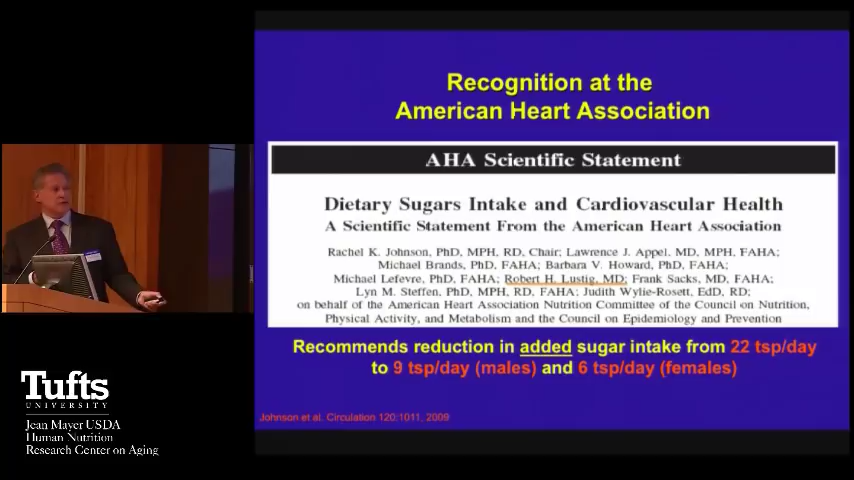 Recognition at the
American Heart Association
AHA Scientific Statement
Dietary Sugars Intake and Cardiovascular Health
A Scientific Statement From the American Heart Association
Rachel K. Johnson, PhD, MPH, RD, Chair; Lawrence J. Appel, MD, MPH, FAHA;
Michael Brands, PhD, FAHA; Barbara V. Howard, PhD, FAHA;
Michael Lefevre, PhD, FAHA; Robert H. Lustig, MD; Frank Sacks, MD, FAHA;
Lyn M. Steffen, PhD, MPH, RD, FAHA; Judith Wylie-Rosett, EdD, RD;
on behalf of the American Heart Association Nutrition Committee of the Council on Nutrition,
Physical Activity, and Metabolism and the Council on Epidemiology and Prevention
Recommends reduction in added sugar intake from 22 tsp/day
to 9 tsp/day (males) and 6 tsp/day (females)
Johnson et al. Circulation 120:1011, 2009
Tufts
UNIVERSITY
Jean Mayer USDA
Human Nutrition
Research Center on Aging